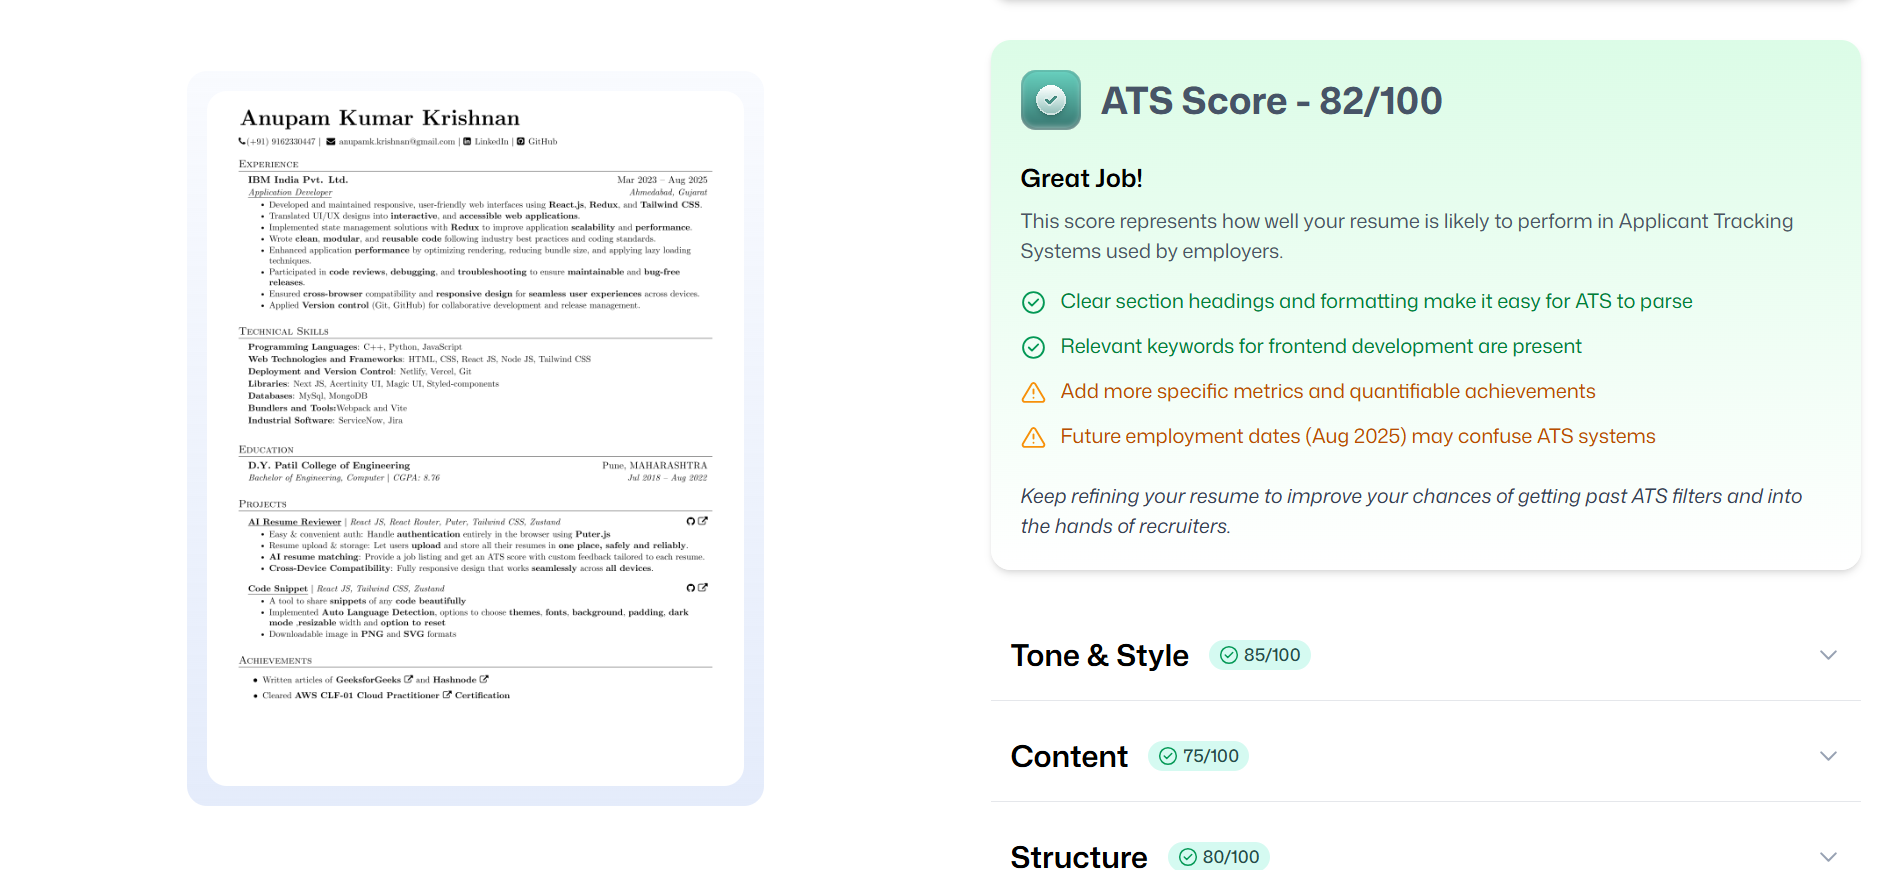 Anupam Kumar Krishnan
(+91) 9162330447 | anupamk.krishnan@gmail.com | LinkedIn | GitHub
Experience
IBM India Pvt. Ltd. Mar 2023 – Aug 2025
Application Developer Ahmedabad, Gujarat
• Developed and maintained responsive, user-friendly web interfaces using React.js, Redux, and Tailwind CSS.
• Translated UI/UX designs into interactive, and accessible web applications.
• Implemented state management solutions with Redux to improve application scalability and performance.
• Wrote clean, modular, and reusable code following industry best practices and coding standards.
• Enhanced application performance by optimizing rendering, reducing bundle size, and applying lazy loading
techniques.
• Participated in code reviews, debugging, and troubleshooting to ensure maintainable and bug-free
releases.
• Ensured cross-browser compatibility and responsive design for seamless user experiences across devices.
• Applied Version control (Git, GitHub) for collaborative development and release management.
Technical Skills
Programming Languages: C++, Python, JavaScript
Web Technologies and Frameworks: HTML, CSS, React JS, Node JS, Tailwind CSS
Deployment and Version Control: Netlify, Vercel, Git
Libraries: Next JS, Acertinity UI, Magic UI, Styled-components
Databases: MySql, MongoDB
Bundlers and Tools:Webpack and Vite
Industrial Software: ServiceNow, Jira
Education
D.Y. Patil College of Engineering Pune, MAHARASHTRA
Bachelor of Engineering, Computer | CGPA: 8.76 Jul 2018 – Aug 2022
Projects
AI Resume Reviewer | React JS, React Router, Puter, Tailwind CSS, Zustand
• Easy & convenient auth: Handle authentication entirely in the browser using Puter.js
• Resume upload & storage: Let users upload and store all their resumes in one place, safely and reliably.
• AI resume matching: Provide a job listing and get an ATS score with custom feedback tailored to each resume.
• Cross-Device Compatibility: Fully responsive design that works seamlessly across all devices.
Code Snippet | React JS, Tailwind CSS, Zustand
• A tool to share snippets of any code beautifully
• Implemented Auto Language Detection, options to choose themes, fonts, background, padding, dark
mode ,resizable width and option to reset
• Downloadable image in PNG and SVG formats
Achievements
• Written articles of GeeksforGeeks and Hashnode
• Cleared AWS CLF-01 Cloud Practitioner Certification
ATS Score - 82/100
Great Job!
This score represents how well your resume is likely to perform in Applicant Tracking
Systems used by employers.
Clear section headings and formatting make it easy for ATS to parse
Relevant keywords for frontend development are present
Add more specific metrics and quantifiable achievements
Future employment dates (Aug 2025) may confuse ATS systems
Keep refining your resume to improve your chances of getting past ATS filters and into
the hands of recruiters.
Tone & Style 85/100
Content 75/100
Structure 80/100